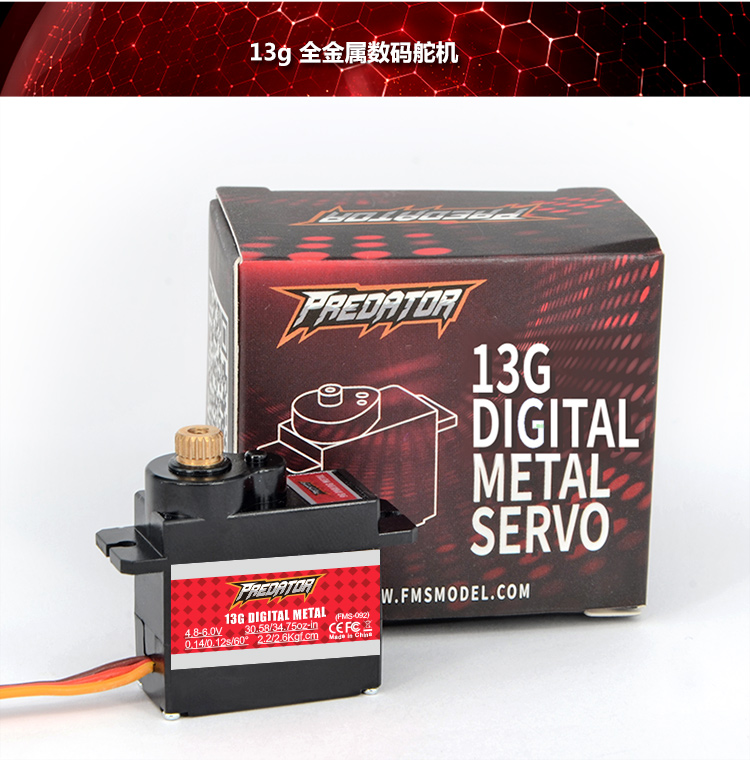 13g 全金属数码舵机
PREDATOR
PREDATOR
13G
DIGITAL
METAL
SERVO
W.FMSMODEL.COM
PREDATOR
13G DIGITAL METAL
(FMS-092)
4.8-6.0V 30.58/34.75oz-in
0.14/0.12s/60° 2.2/2.6Kgf.cm
CE FC
Made in China